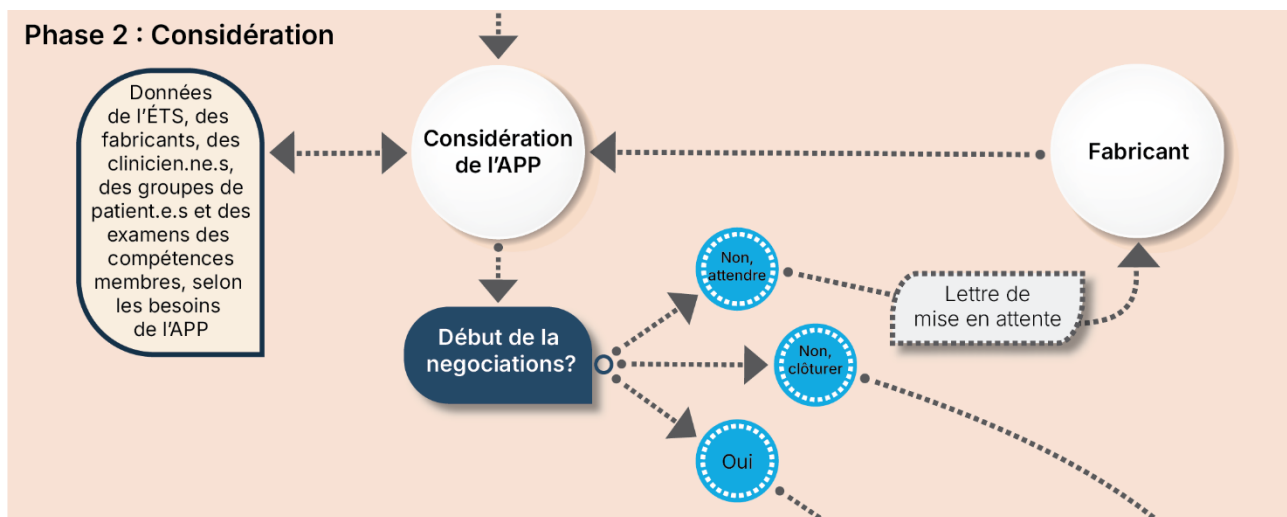 Phase 2 : Considération
Données
de l’ÉTS, des
fabricants, des
clinicien.ne.s,
des groupes de
patient.e.s et des
examens des
compétences
membres, selon
les besoins
de l’APP
Considération
de l’APP
Fabricant
Non,
attendre
Lettre de
mise en attente
Début de la
negociations?
Non,
clôturer
Oui